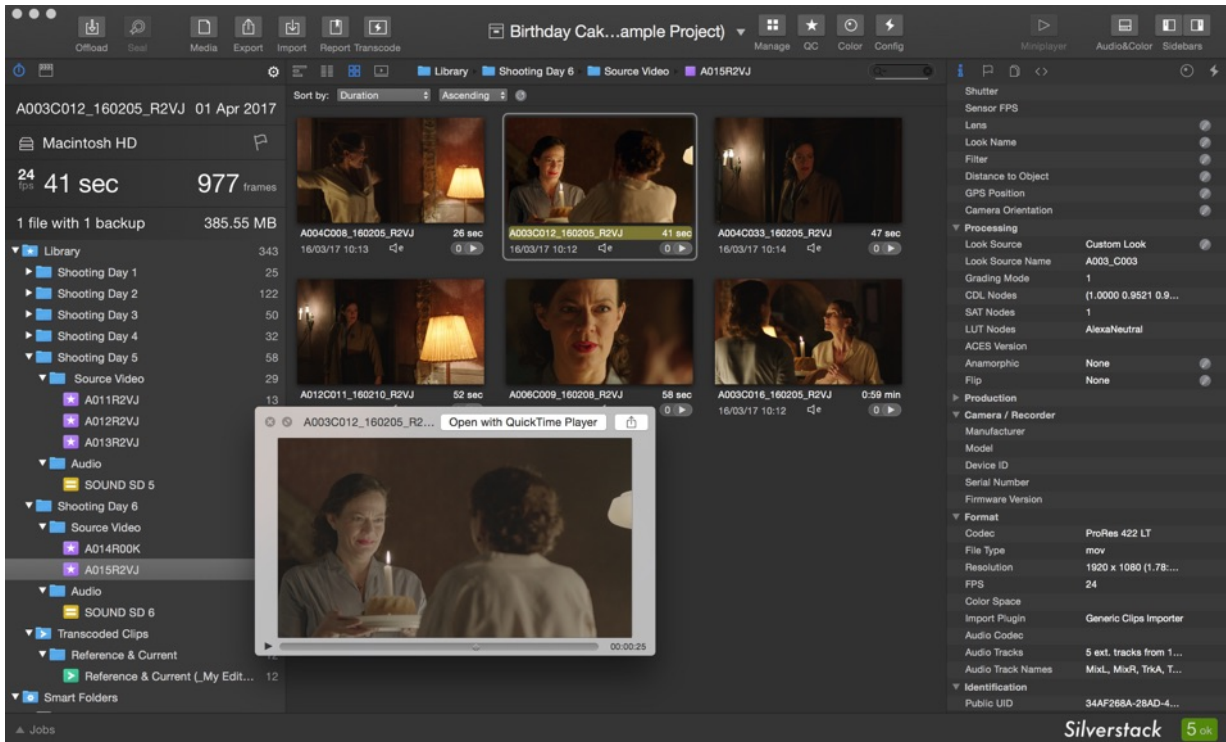 Offload
Seal
Media
Export
Import
Report
Transcode
Birthday Cak...ample Project)
Manage
QC
Color
Config
Miniplayer
Audio&Color
Sidebars
Library
Shooting Day 6
Source Video
A015R2VJ
Sort by: Duration
Ascending
A003C012_160205_R2VJ 01 Apr 2017
Macintosh HD
24 fps 41 sec 977 frames
1 file with 1 backup 385.55 MB
Library 343
Shooting Day 1 25
Shooting Day 2 122
Shooting Day 3 50
Shooting Day 4 32
Shooting Day 5 58
Source Video 29
A011R2VJ 13
A012R2VJ
A013R2VJ
Audio
SOUND SD 5
Shooting Day 6
Source Video
A014R00K
A015R2VJ
Audio
SOUND SD 6
Transcoded Clips
Reference & Current 12
Reference & Current (_My Edit... 12
Smart Folders
Jobs
A004C008_160205_R2VJ 26 sec
16/03/17 10:13 e 0
A003C012_160205_R2VJ 41 sec
16/03/17 10:12 e 0
A004C033_160205_R2VJ 47 sec
16/03/17 10:14 e 0
A012C011_160210_R2VJ 52 sec
A006C009_160208_R2VJ 58 sec
0
A003C016_160205_R2VJ 0:59 min
16/03/17 10:12 e 0
A003C012_160205_R2... Open with QuickTime Player
00:00:25
Shutter
Sensor FPS
Lens
Look Name
Filter
Distance to Object
GPS Position
Camera Orientation
Processing
Look Source Custom Look
Look Source Name A003_C003
Grading Mode 1
CDL Nodes (1.0000 0.9521 0.9...
SAT Nodes 1
LUT Nodes AlexaNeutral
ACES Version
Anamorphic None
Flip None
Production
Camera / Recorder
Manufacturer
Model
Device ID
Serial Number
Firmware Version
Format
Codec ProRes 422 LT
File Type mov
Resolution 1920 x 1080 (1.78:...
FPS 24
Color Space
Import Plugin Generic Clips Importer
Audio Codec
Audio Tracks 5 ext. tracks from 1...
Audio Track Names MixL, MixR, TrkA, T...
Identification
Public UID 34AF268A-28AD-4...
Silverstack 5 ok